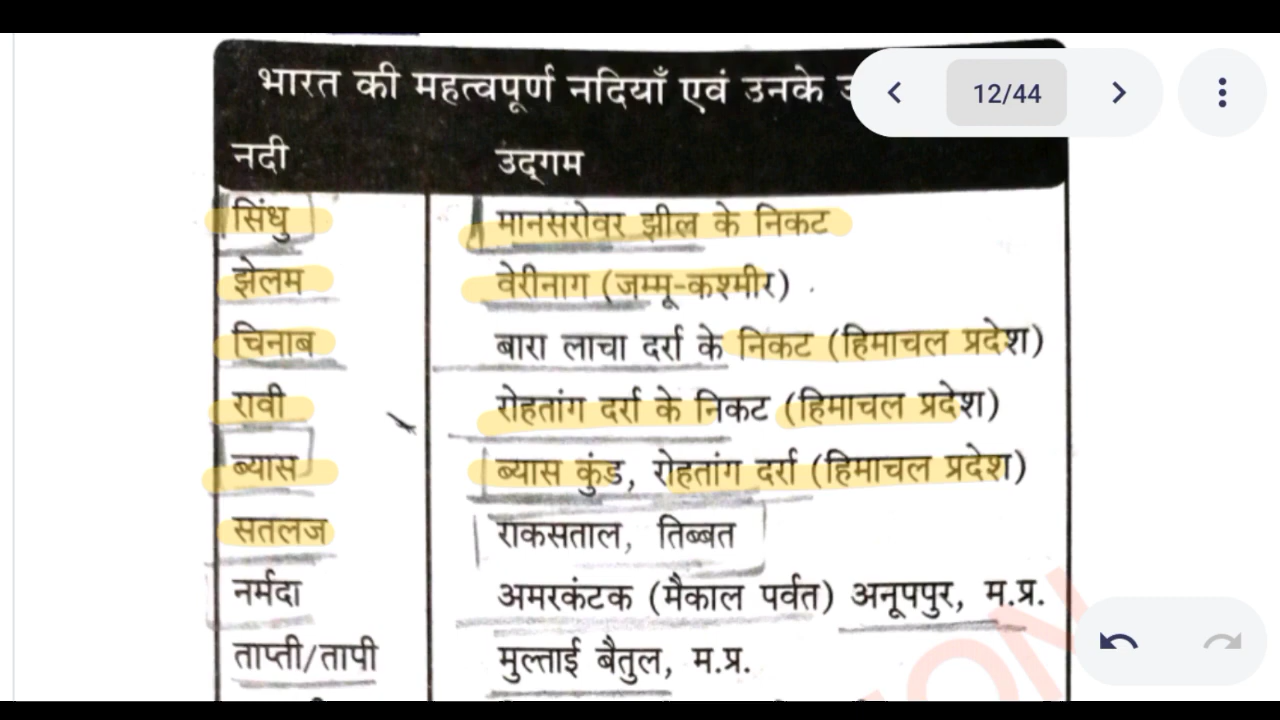 भारत की महत्वपूर्ण नदियाँ एवं उनके
12/44
नदी उद्गम
सिंधु मानसरोवर झील के निकट
झेलम वेरीनाग (जम्मू-कश्मीर)
चिनाब बारा लाचा दर्रा के निकट (हिमाचल प्रदेश)
रावी रोहतांग दर्रा के निकट (हिमाचल प्रदेश)
ब्यास ब्यास कुंड, रोहतांग दर्रा (हिमाचल प्रदेश)
सतलज राकसताल, तिब्बत
नर्मदा अमरकंटक (मैकाल पर्वत) अनूपपुर, म.प्र.
ताप्ती/तापी मुल्ताई बैतुल, म.प्र.